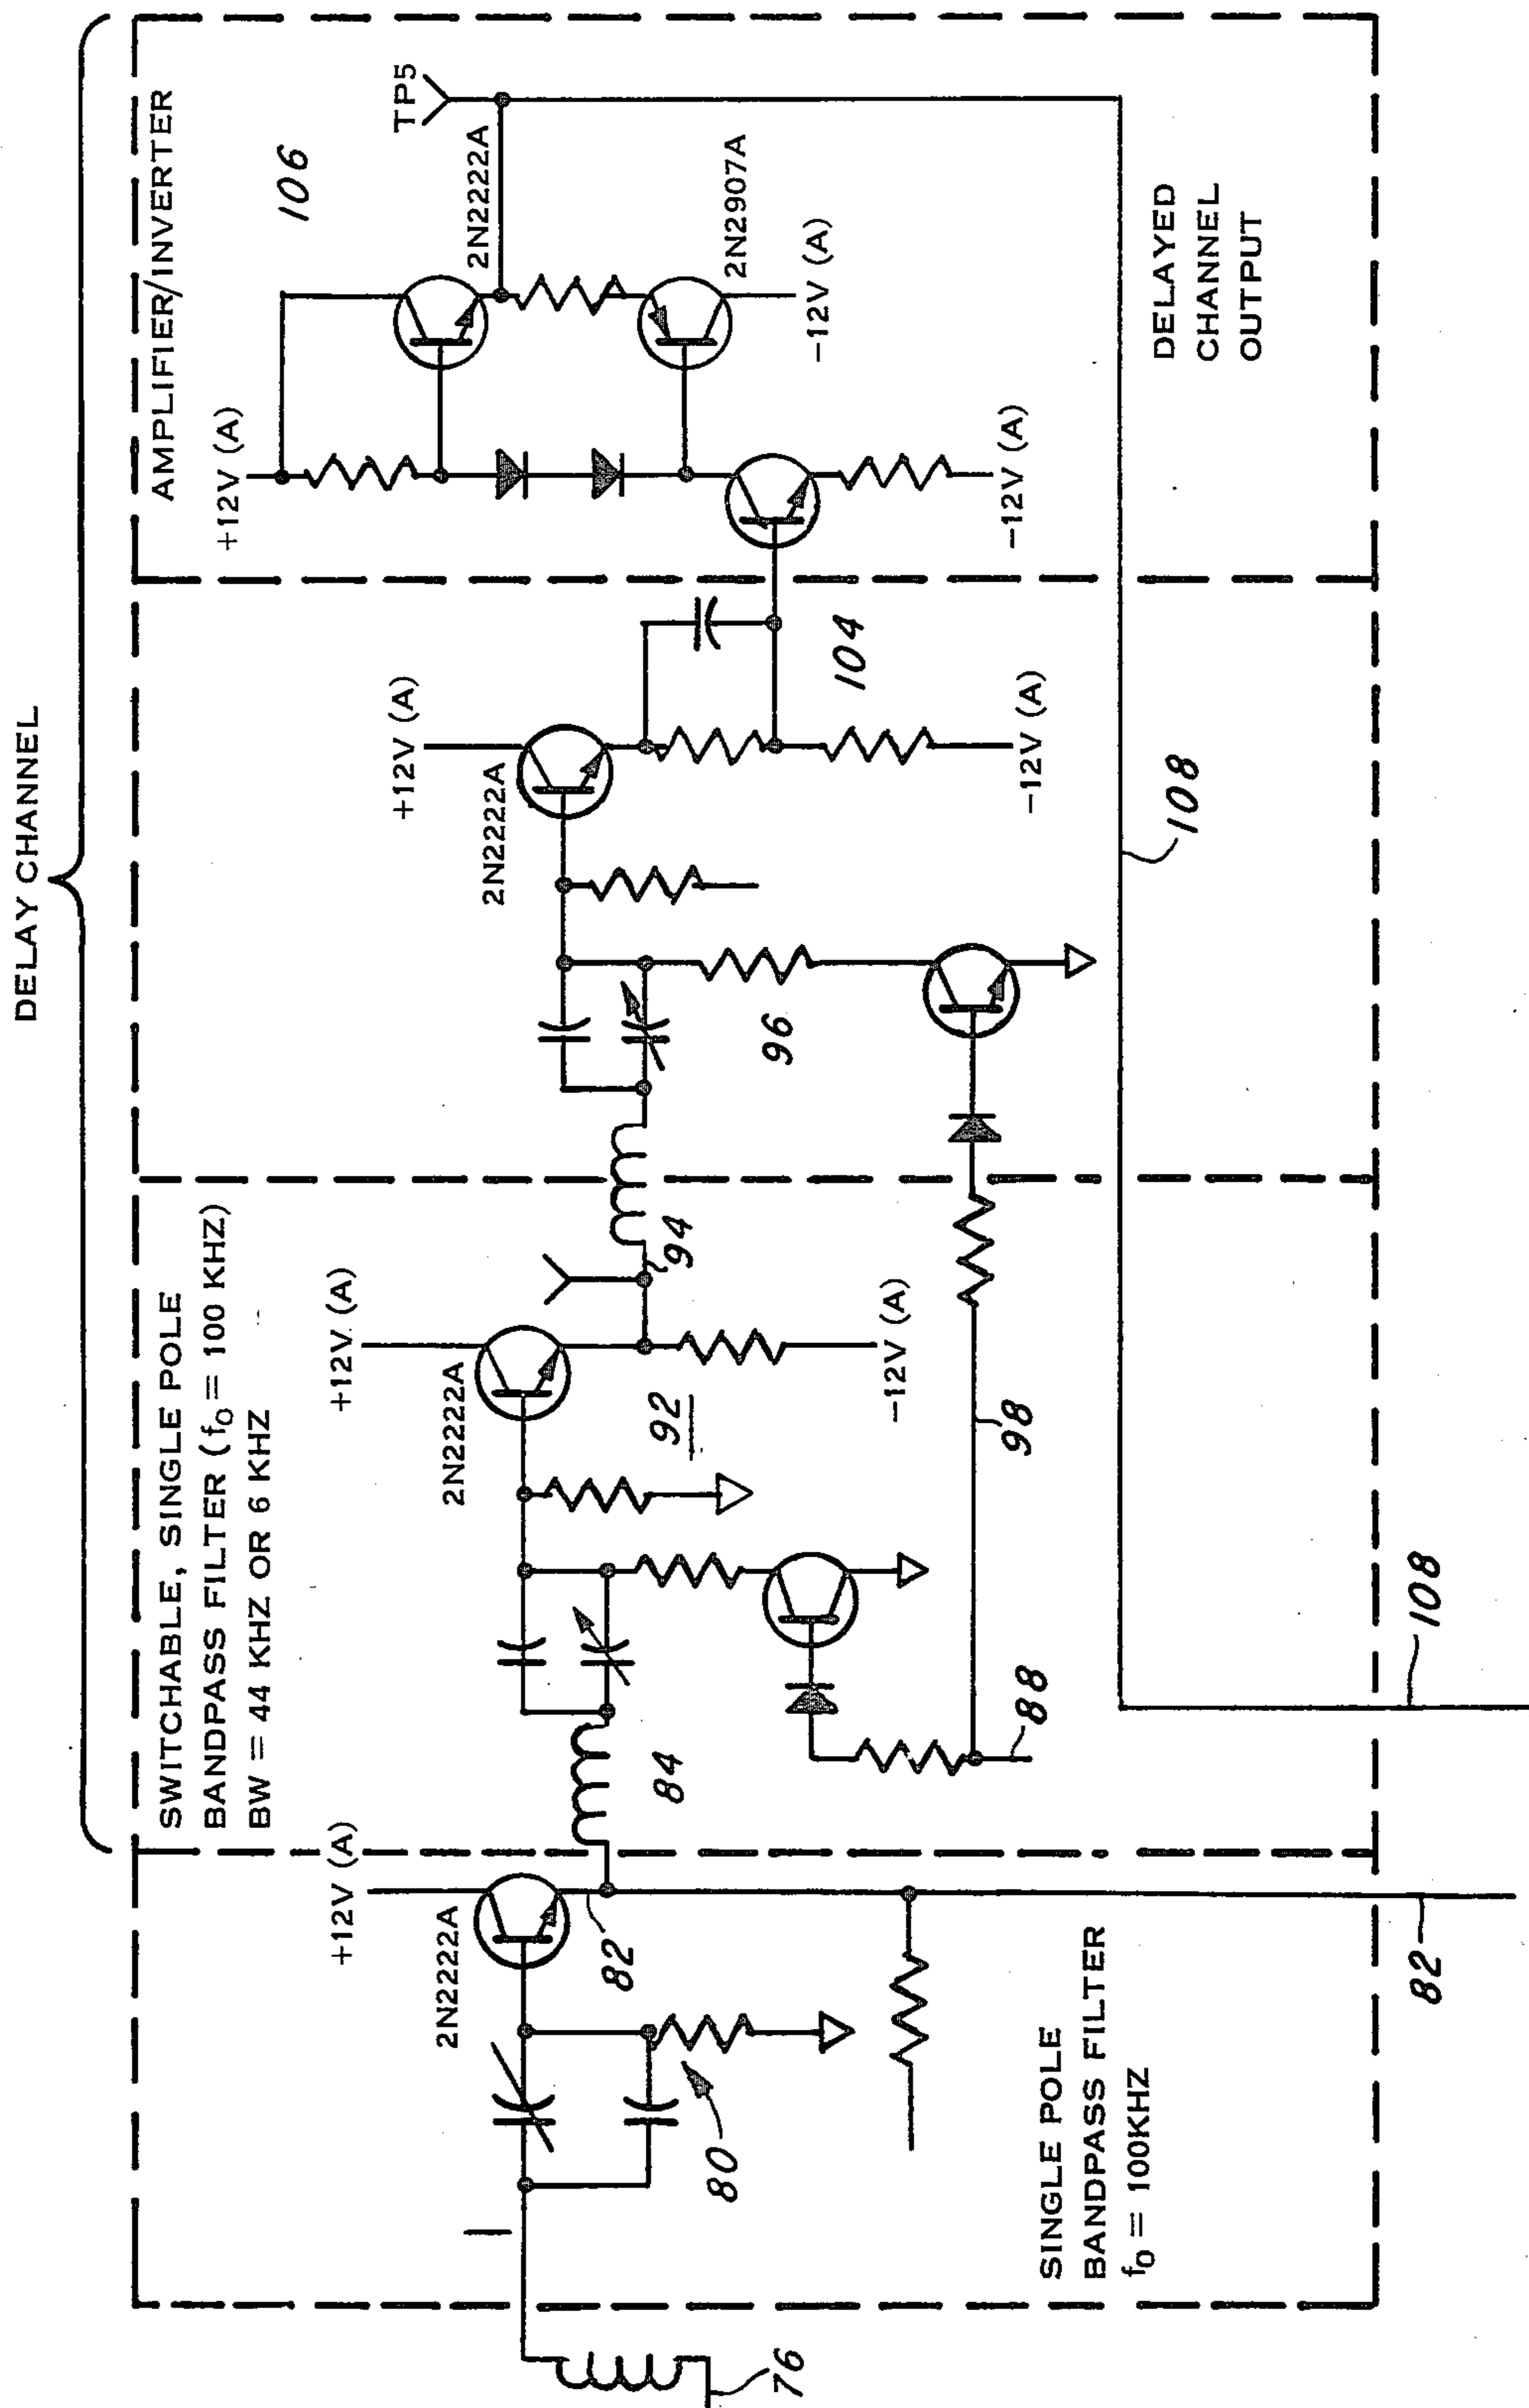 DELAY CHANNEL
SWITCHABLE, SINGLE POLE
BANDPASS FILTER (f0 = 100 KHZ)
BW = 44 KHZ OR 6 KHZ
AMPLIFIER/INVERTER
106
+12V (A)
TP5
2N2222A
2N2907A
-12V (A)
-12V (A)
DELAYED
CHANNEL
OUTPUT
+12V (A)
2N2222A
104
-12V (A)
96
108
+12V (A)
2N2222A
94
92
-12V (A)
98
84
88
108
+12V (A)
2N2222A
82
80
82
SINGLE POLE
BANDPASS FILTER
f0 = 100KHZ
76